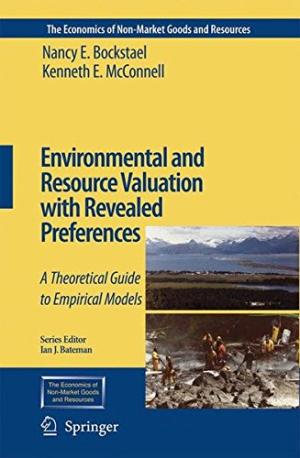 The Economics of Non-Market Goods and Resources
Nancy E. Bockstael
Kenneth E. McConnell
Environmental and
Resource Valuation
with Revealed
Preferences
A Theoretical Guide
to Empirical Models
Series Editor
Ian J. Bateman
The Economics of
Non-Market Goods
and Resources
Springer